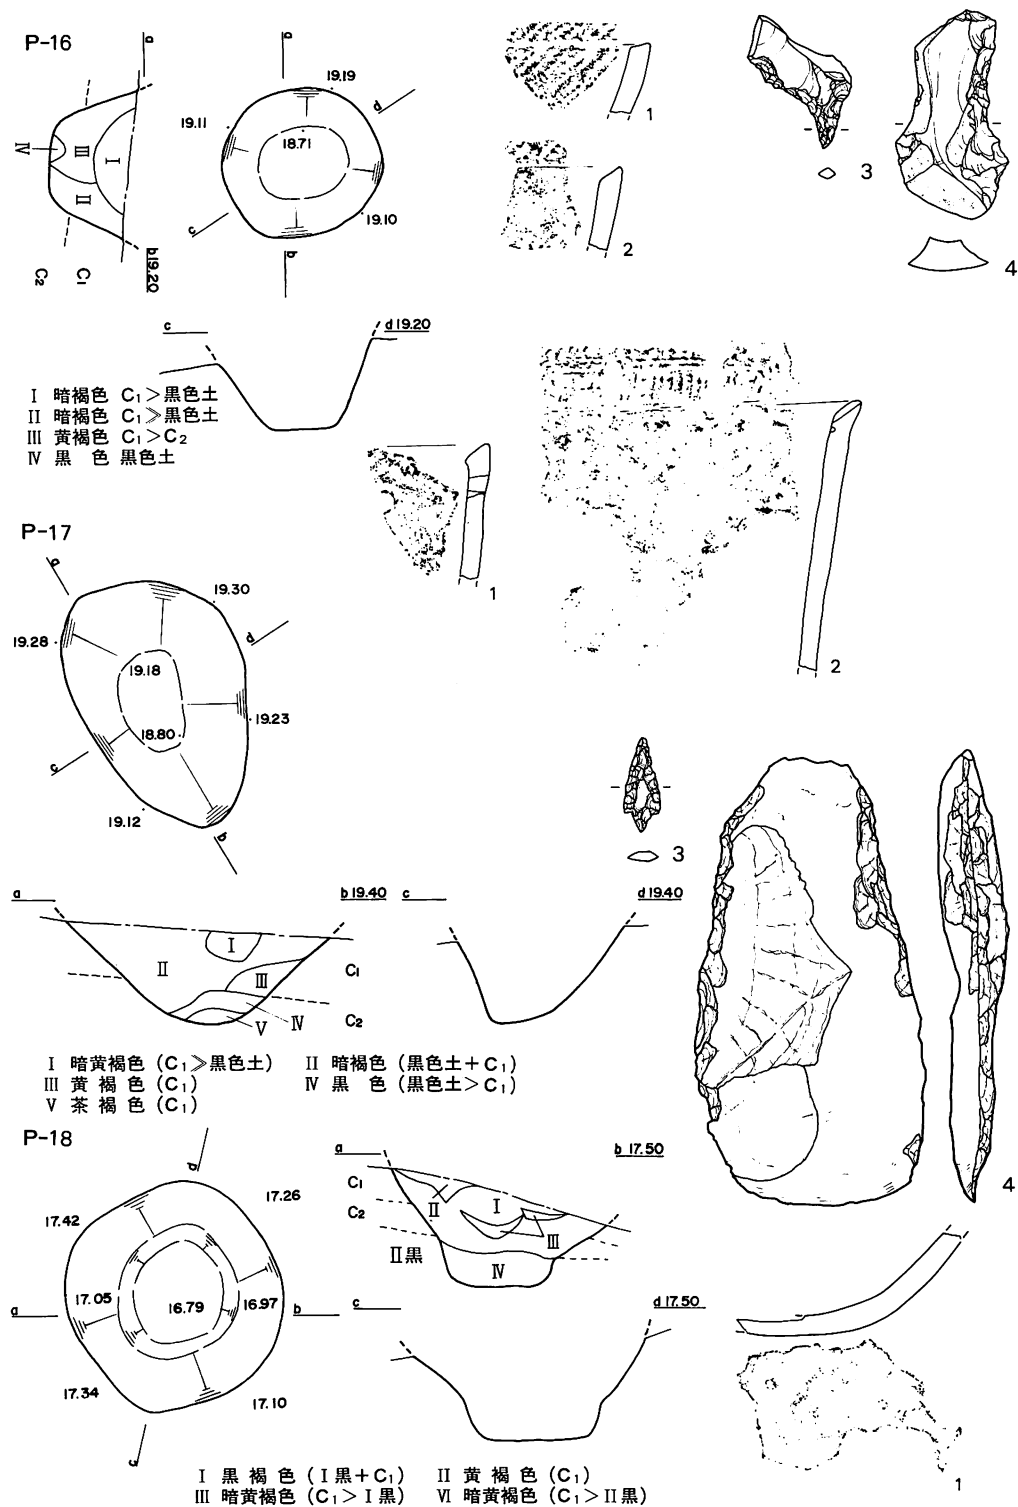 P-16
a
a
19.19
d
19.11
18.71
19.10
c
b
Ⅳ
Ⅲ
Ⅰ
Ⅱ
C₂
C₁
b 19.20
1
2
3
4
c
d 19.20
Ⅰ 暗褐色 C₁>黒色土
Ⅱ 暗褐色 C₁≫黒色土
Ⅲ 黄褐色 C₁>C₂
Ⅳ 黒 色 黒色土
P-17
a
19.30
d
19.28
19.18
19.23
18.80
c
19.12
b
1
2
3
4
a
b 19.40
c
d 19.40
Ⅰ
Ⅱ
Ⅲ
C₁
Ⅳ
Ⅴ
C₂
Ⅰ 暗黄褐色 (C₁≫黒色土) Ⅱ 暗褐色 (黒色土+C₁)
Ⅲ 黄 褐 色 (C₁) Ⅳ 黒 色 (黒色土>C₁)
Ⅴ 茶 褐 色 (C₁)
P-18
d
17.26
17.42
17.05
16.79
16.97
a
b
17.34
17.10
c
a
b 17.50
C₁
C₂
Ⅰ
Ⅱ
Ⅲ
Ⅱ黒
Ⅳ
c
d 17.50
1
Ⅰ 黒 褐 色 (Ⅰ黒+C₁) Ⅱ 黄 褐 色 (C₁)
Ⅲ 暗黄褐色 (C₁>Ⅰ黒) Ⅵ 暗黄褐色 (C₁>Ⅱ黒)